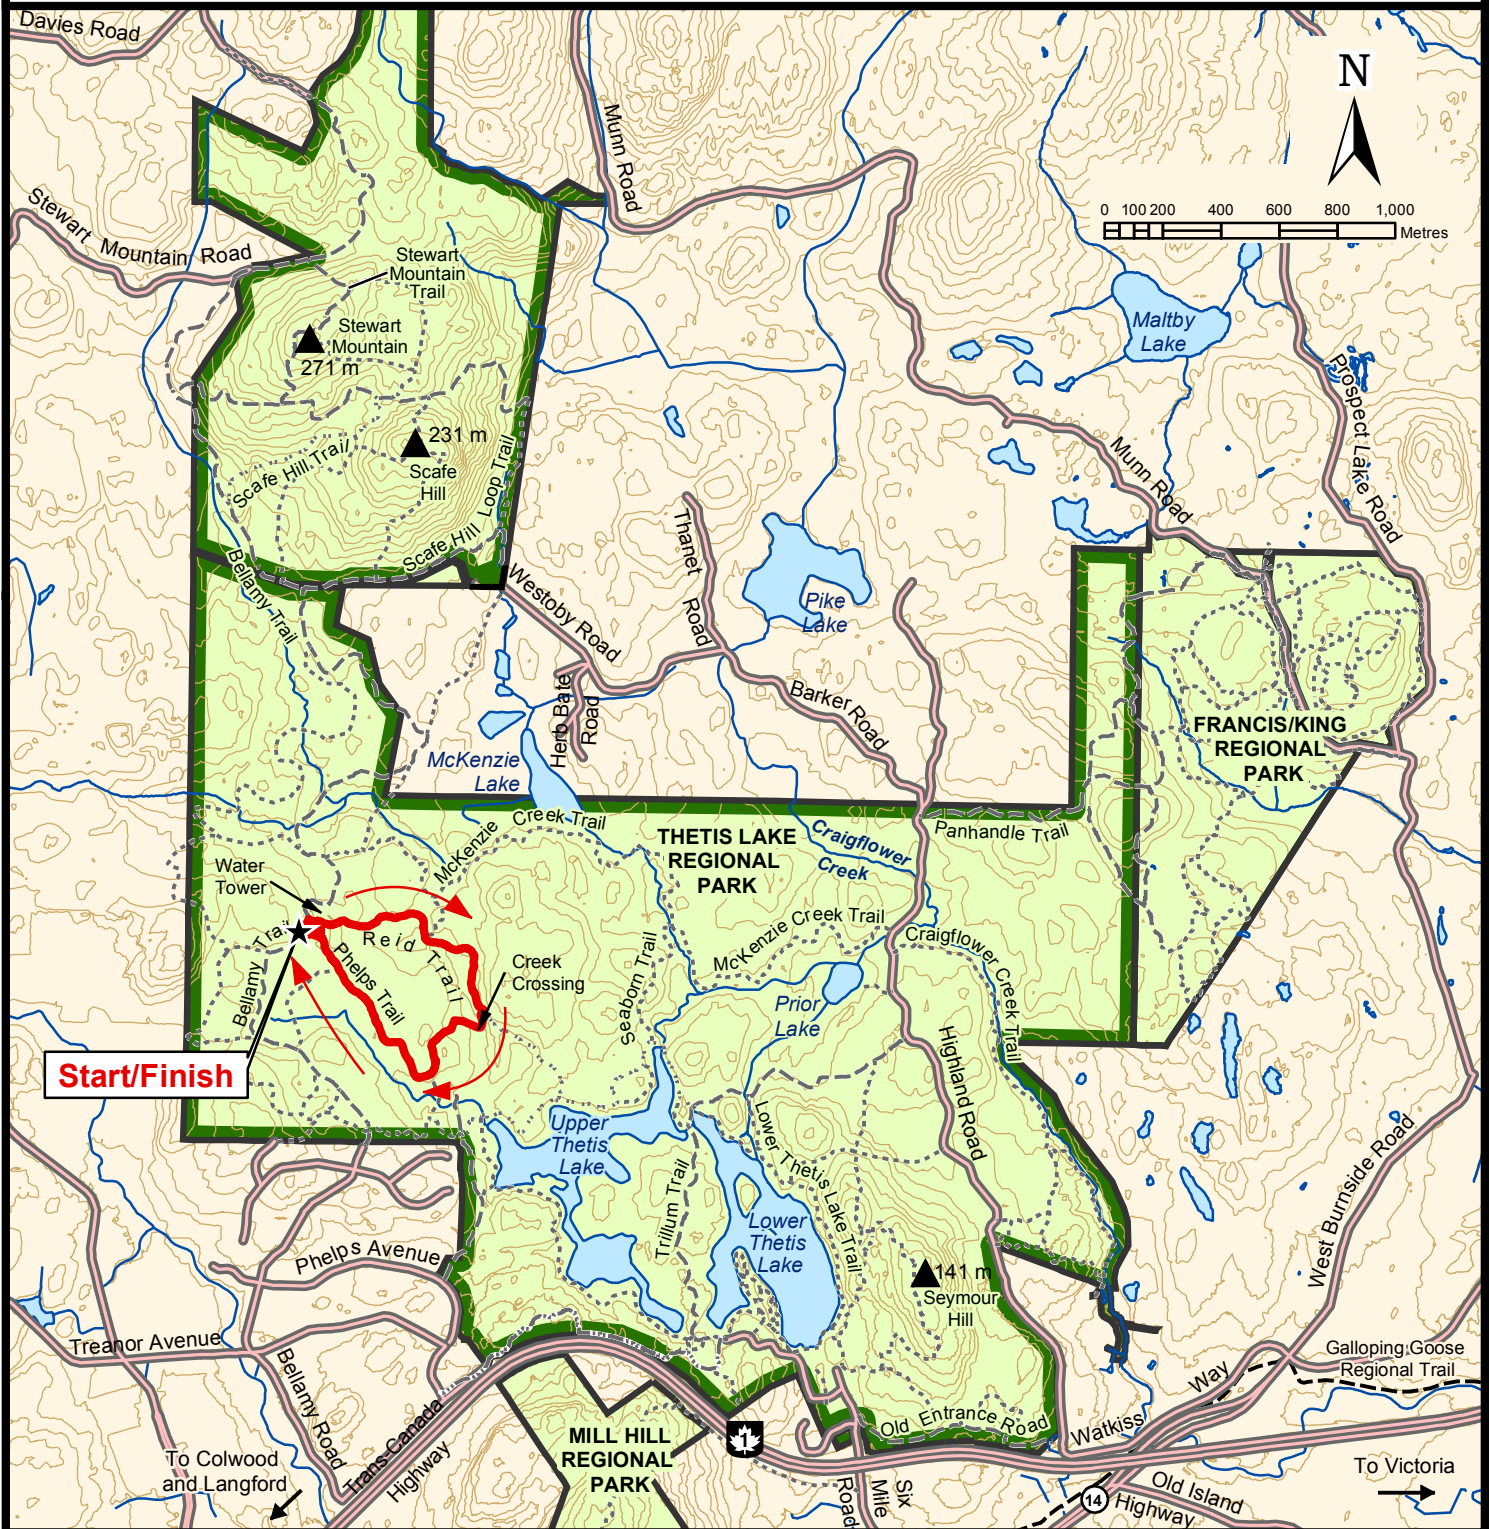 Davies Road
N
0 100 200 400 600 800 1,000
Metres
Munn Road
Stewart Mountain Road
Stewart
Mountain
Trail
Stewart
Mountain
271 m
Maltby
Lake
Prospect Lake Road
231 m
Scafe
Hill
Scafe Hill Trail
Scafe Hill Loop Trail
Munn Road
Thanet Road
Bellamy Trail
Westoby Road
Pike
Lake
Herb Bate
Road
Barker Road
McKenzie
Lake
FRANCIS/KING
REGIONAL
PARK
McKenzie Creek Trail
THETIS LAKE
REGIONAL
PARK
Craigflower
Creek
Panhandle Trail
Water
Tower
Bellamy Trail
Reid Trail
Phelps Trail
Creek
Crossing
Seaborn Trail
McKenzie Creek Trail
Craigflower Creek Trail
Prior
Lake
Start/Finish
Highland Road
Upper
Thetis
Lake
Lower Thetis Lake Trail
Trillum Trail
Lower
Thetis
Lake
West Burnside Road
Phelps Avenue
141 m
Seymour
Hill
Treanor Avenue
Bellamy Road
Galloping Goose
Regional Trail
Watkiss Way
Old Entrance Road
Trans-Canada
Highway
1
MILL HILL
REGIONAL
PARK
To Colwood
and Langford
Six
Mile
Road
14
Old Island
Highway
To Victoria